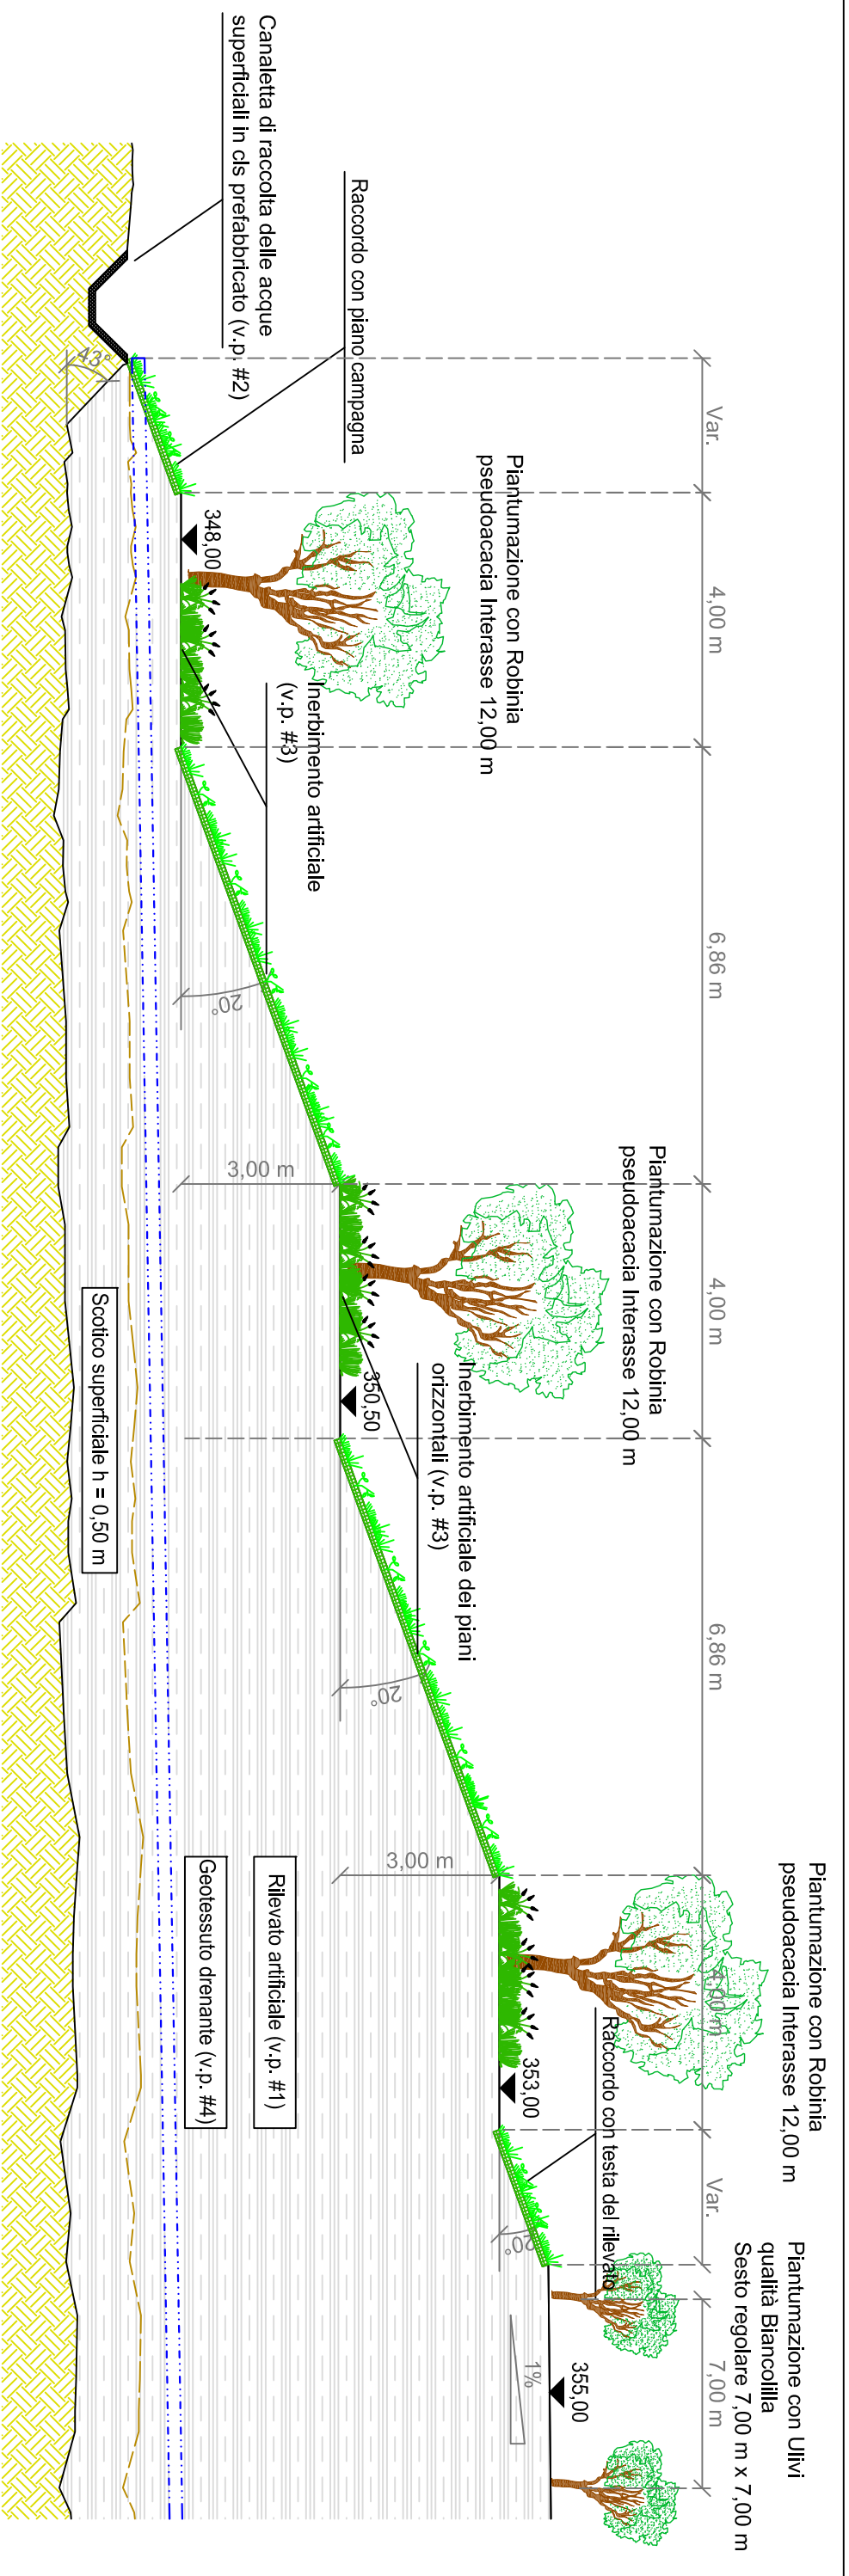 Canaletta di raccolta delle acque
superficiali in cls prefabbricato (v.p. #2)
Raccordo con piano campagna
43°
Var.
348,00
Piantumazione con Robinia
pseudoacacia Interasse 12,00 m
4,00 m
Inerbimento artificiale
(v.p. #3)
20°
6,86 m
3,00 m
Piantumazione con Robinia
pseudoacacia Interasse 12,00 m
4,00 m
350,50
Inerbimento artificiale dei piani
orizzontali (v.p. #3)
Scotico superficiale h = 0,50 m
20°
6,86 m
3,00 m
Piantumazione con Robinia
pseudoacacia Interasse 12,00 m
4,00 m
353,00
Rilevato artificiale (v.p. #1)
Geotessuto drenante (v.p. #4)
Raccordo con testa del rilevato
Var.
20°
Piantumazione con Ulivi
qualità Biancolilla
Sesto regolare 7,00 m x 7,00 m
7,00 m
355,00
1%